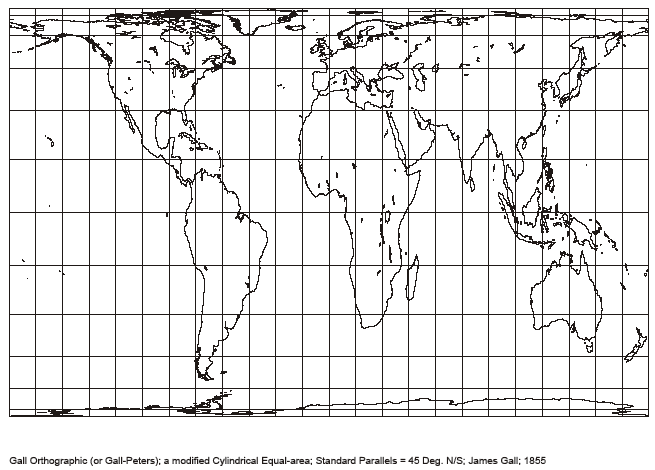 Gall Orthographic (or Gall-Peters); a modified Cylindrical Equal-area; Standard Parallels = 45 Deg. N/S; James Gall; 1855